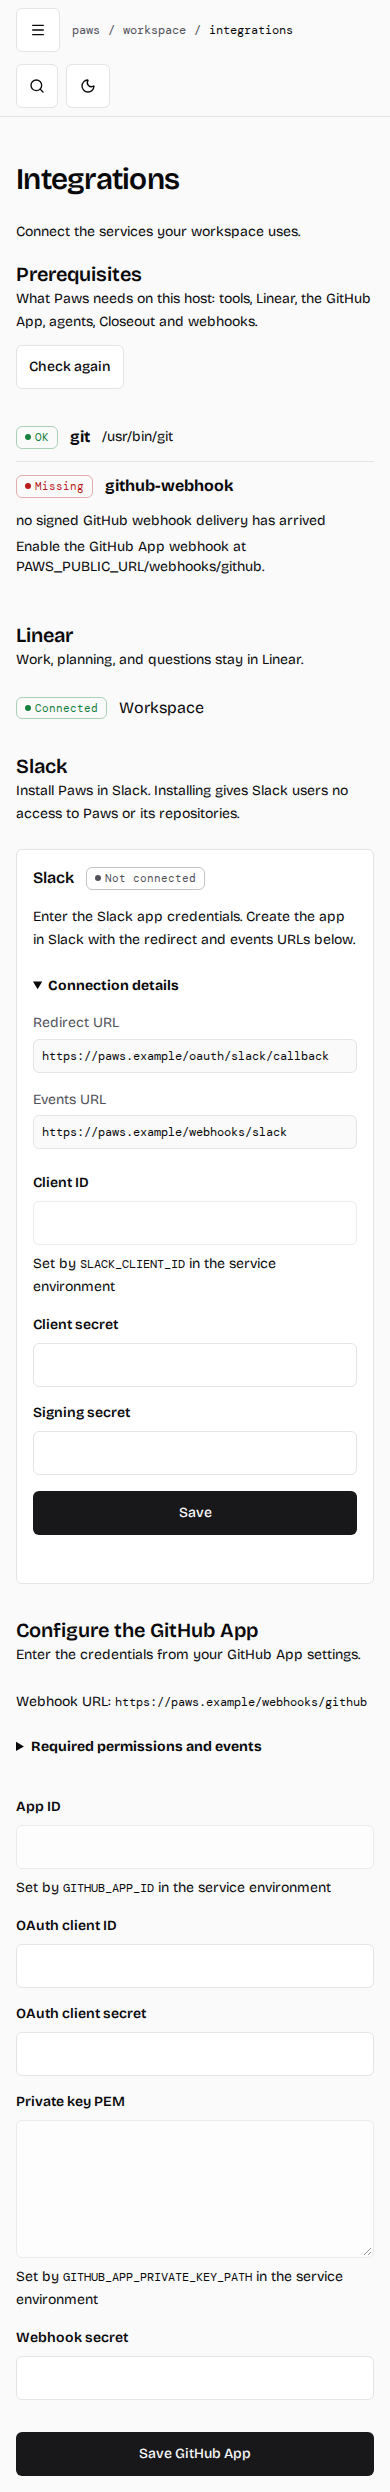 paws / workspace / integrations
Integrations
Connect the services your workspace uses.
Prerequisites
What Paws needs on this host: tools, Linear, the GitHub
App, agents, Closeout and webhooks.
Check again
OK git /usr/bin/git
Missing github-webhook
no signed GitHub webhook delivery has arrived
Enable the GitHub App webhook at
PAWS_PUBLIC_URL/webhooks/github.
Linear
Work, planning, and questions stay in Linear.
Connected Workspace
Slack
Install Paws in Slack. Installing gives Slack users no
access to Paws or its repositories.
Slack Not connected
Enter the Slack app credentials. Create the app
in Slack with the redirect and events URLs below.
Connection details
Redirect URL
https://paws.example/oauth/slack/callback
Events URL
https://paws.example/webhooks/slack
Client ID
Set by SLACK_CLIENT_ID in the service
environment
Client secret
Signing secret
Save
Configure the GitHub App
Enter the credentials from your GitHub App settings.
Webhook URL: https://paws.example/webhooks/github
Required permissions and events
App ID
Set by GITHUB_APP_ID in the service environment
OAuth client ID
OAuth client secret
Private key PEM
Set by GITHUB_APP_PRIVATE_KEY_PATH in the service
environment
Webhook secret
Save GitHub App